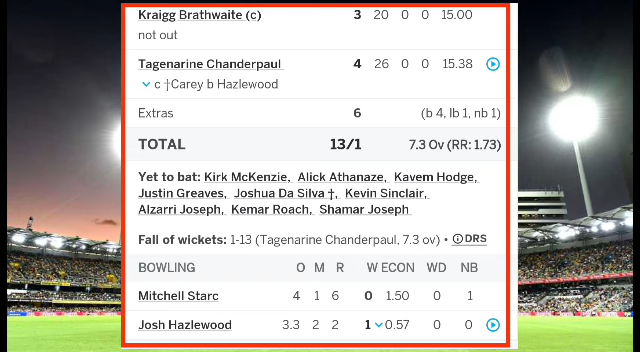 Kraigg Brathwaite (c) 3 20 0 0 15.00
not out
Tagenarine Chanderpaul 4 26 0 0 15.38
c †Carey b Hazlewood
Extras 6 (b 4, lb 1, nb 1)
TOTAL 13/1 7.3 Ov (RR: 1.73)
Yet to bat: Kirk McKenzie, Alick Athanaze, Kavem Hodge,
Justin Greaves, Joshua Da Silva †, Kevin Sinclair,
Alzarri Joseph, Kemar Roach, Shamar Joseph
Fall of wickets: 1-13 (Tagenarine Chanderpaul, 7.3 ov) • DRS
BOWLING O M R W ECON WD NB
Mitchell Starc 4 1 6 0 1.50 0 1
Josh Hazlewood 3.3 2 2 1 0.57 0 0